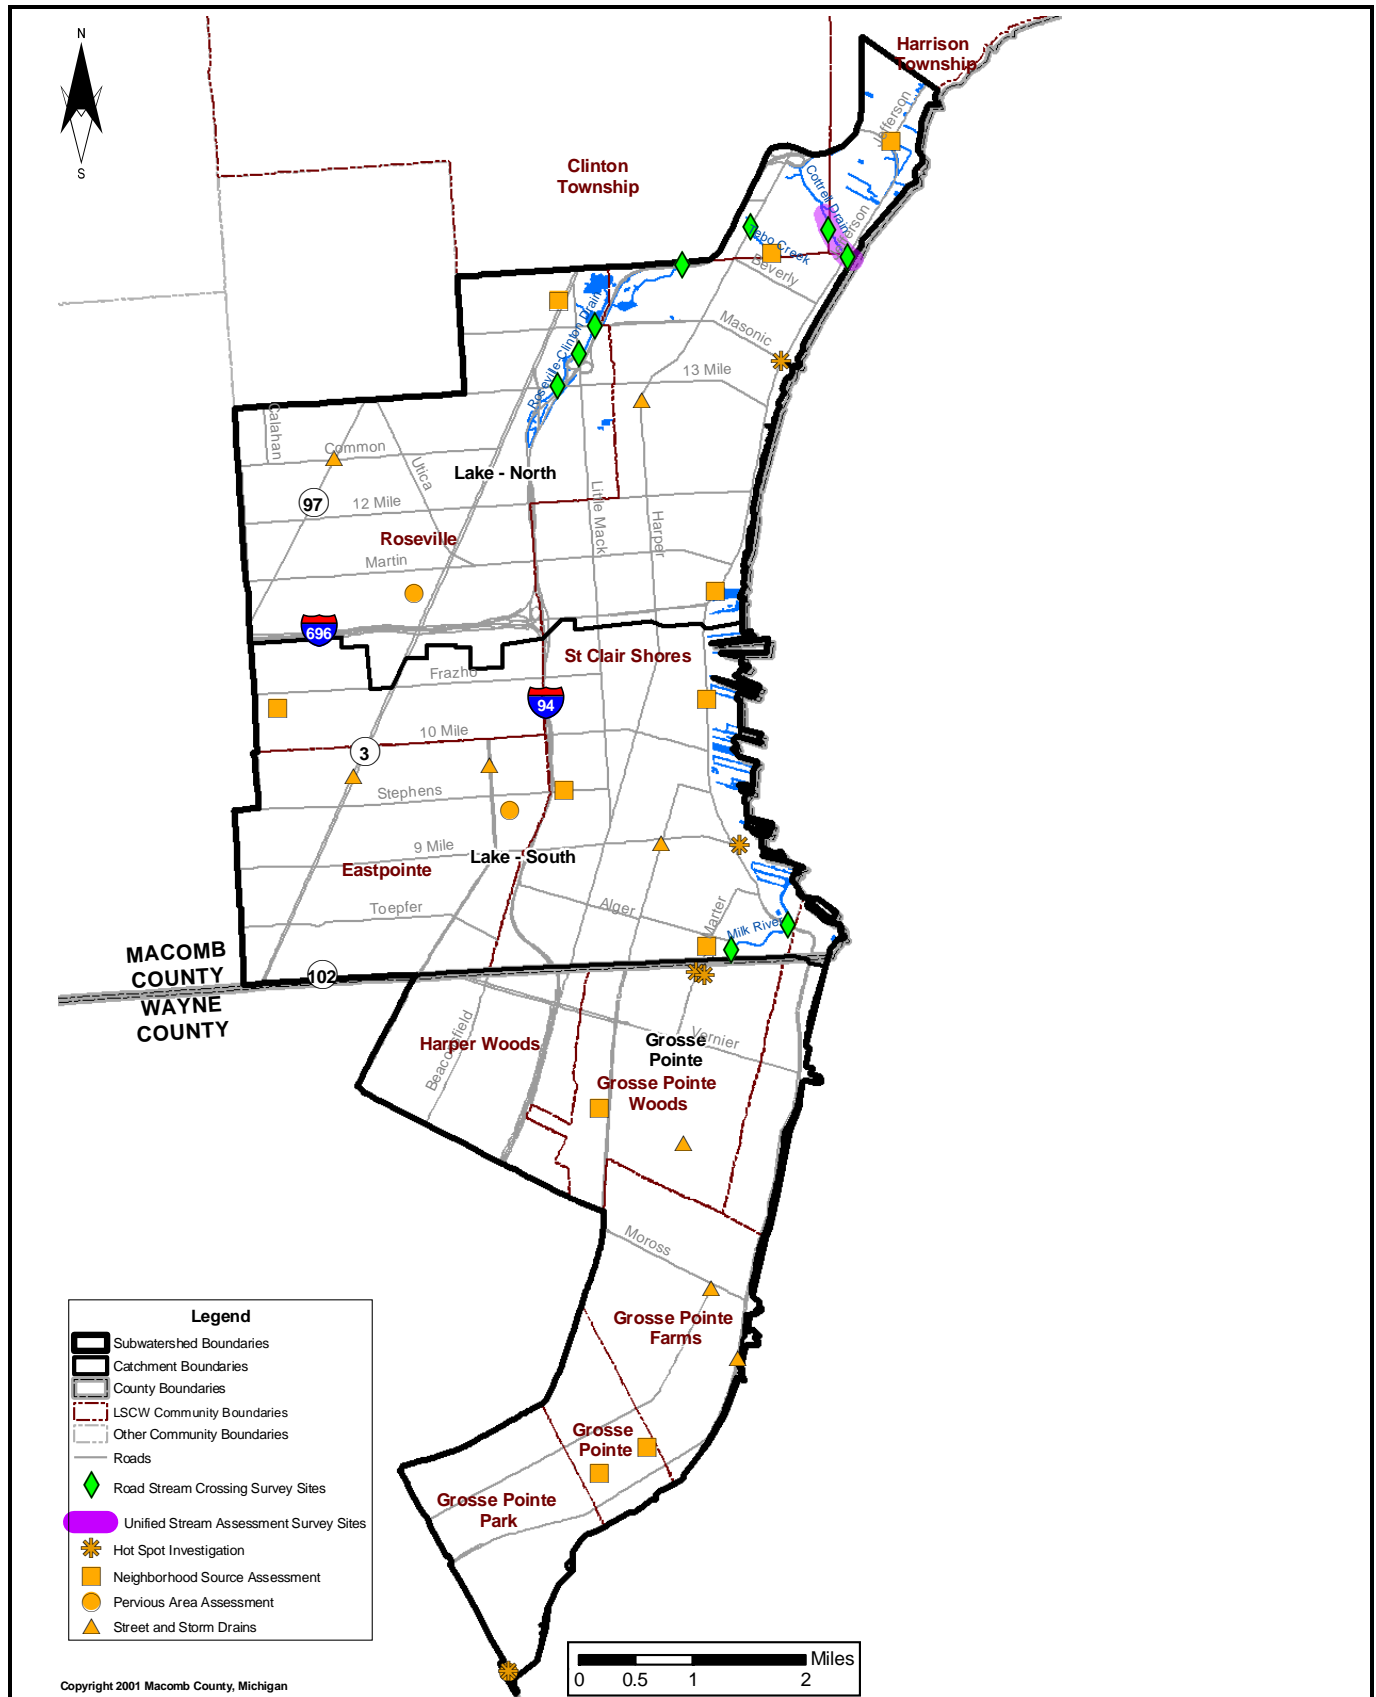 N
S
Harrison
Township
Jefferson
Clinton
Township
Cottrell Drain
Jefferson
Tebo Creek
Beverly
Masonic
Roseville-Clinton Drain
13 Mile
Calahan
Common
Utica
Lake - North
97
12 Mile
Little Mack
Harper
Roseville
Martin
696
St Clair Shores
Frazho
94
10 Mile
3
Stephens
9 Mile
Lake - South
Eastpointe
Toepfer
Alger
Marter
Milk River
MACOMB
COUNTY
102
WAYNE
COUNTY
Beaconsfield
Harper Woods
Vernier
Grosse
Pointe
Grosse Pointe
Woods
Moross
Grosse Pointe
Farms
Grosse
Pointe
Grosse Pointe
Park
Legend
Subwatershed Boundaries
Catchment Boundaries
County Boundaries
LSCW Community Boundaries
Other Community Boundaries
Roads
Road Stream Crossing Survey Sites
Unified Stream Assessment Survey Sites
Hot Spot Investigation
Neighborhood Source Assessment
Pervious Area Assessment
Street and Storm Drains
Miles
0 0.5 1 2
Copyright 2001 Macomb County, Michigan